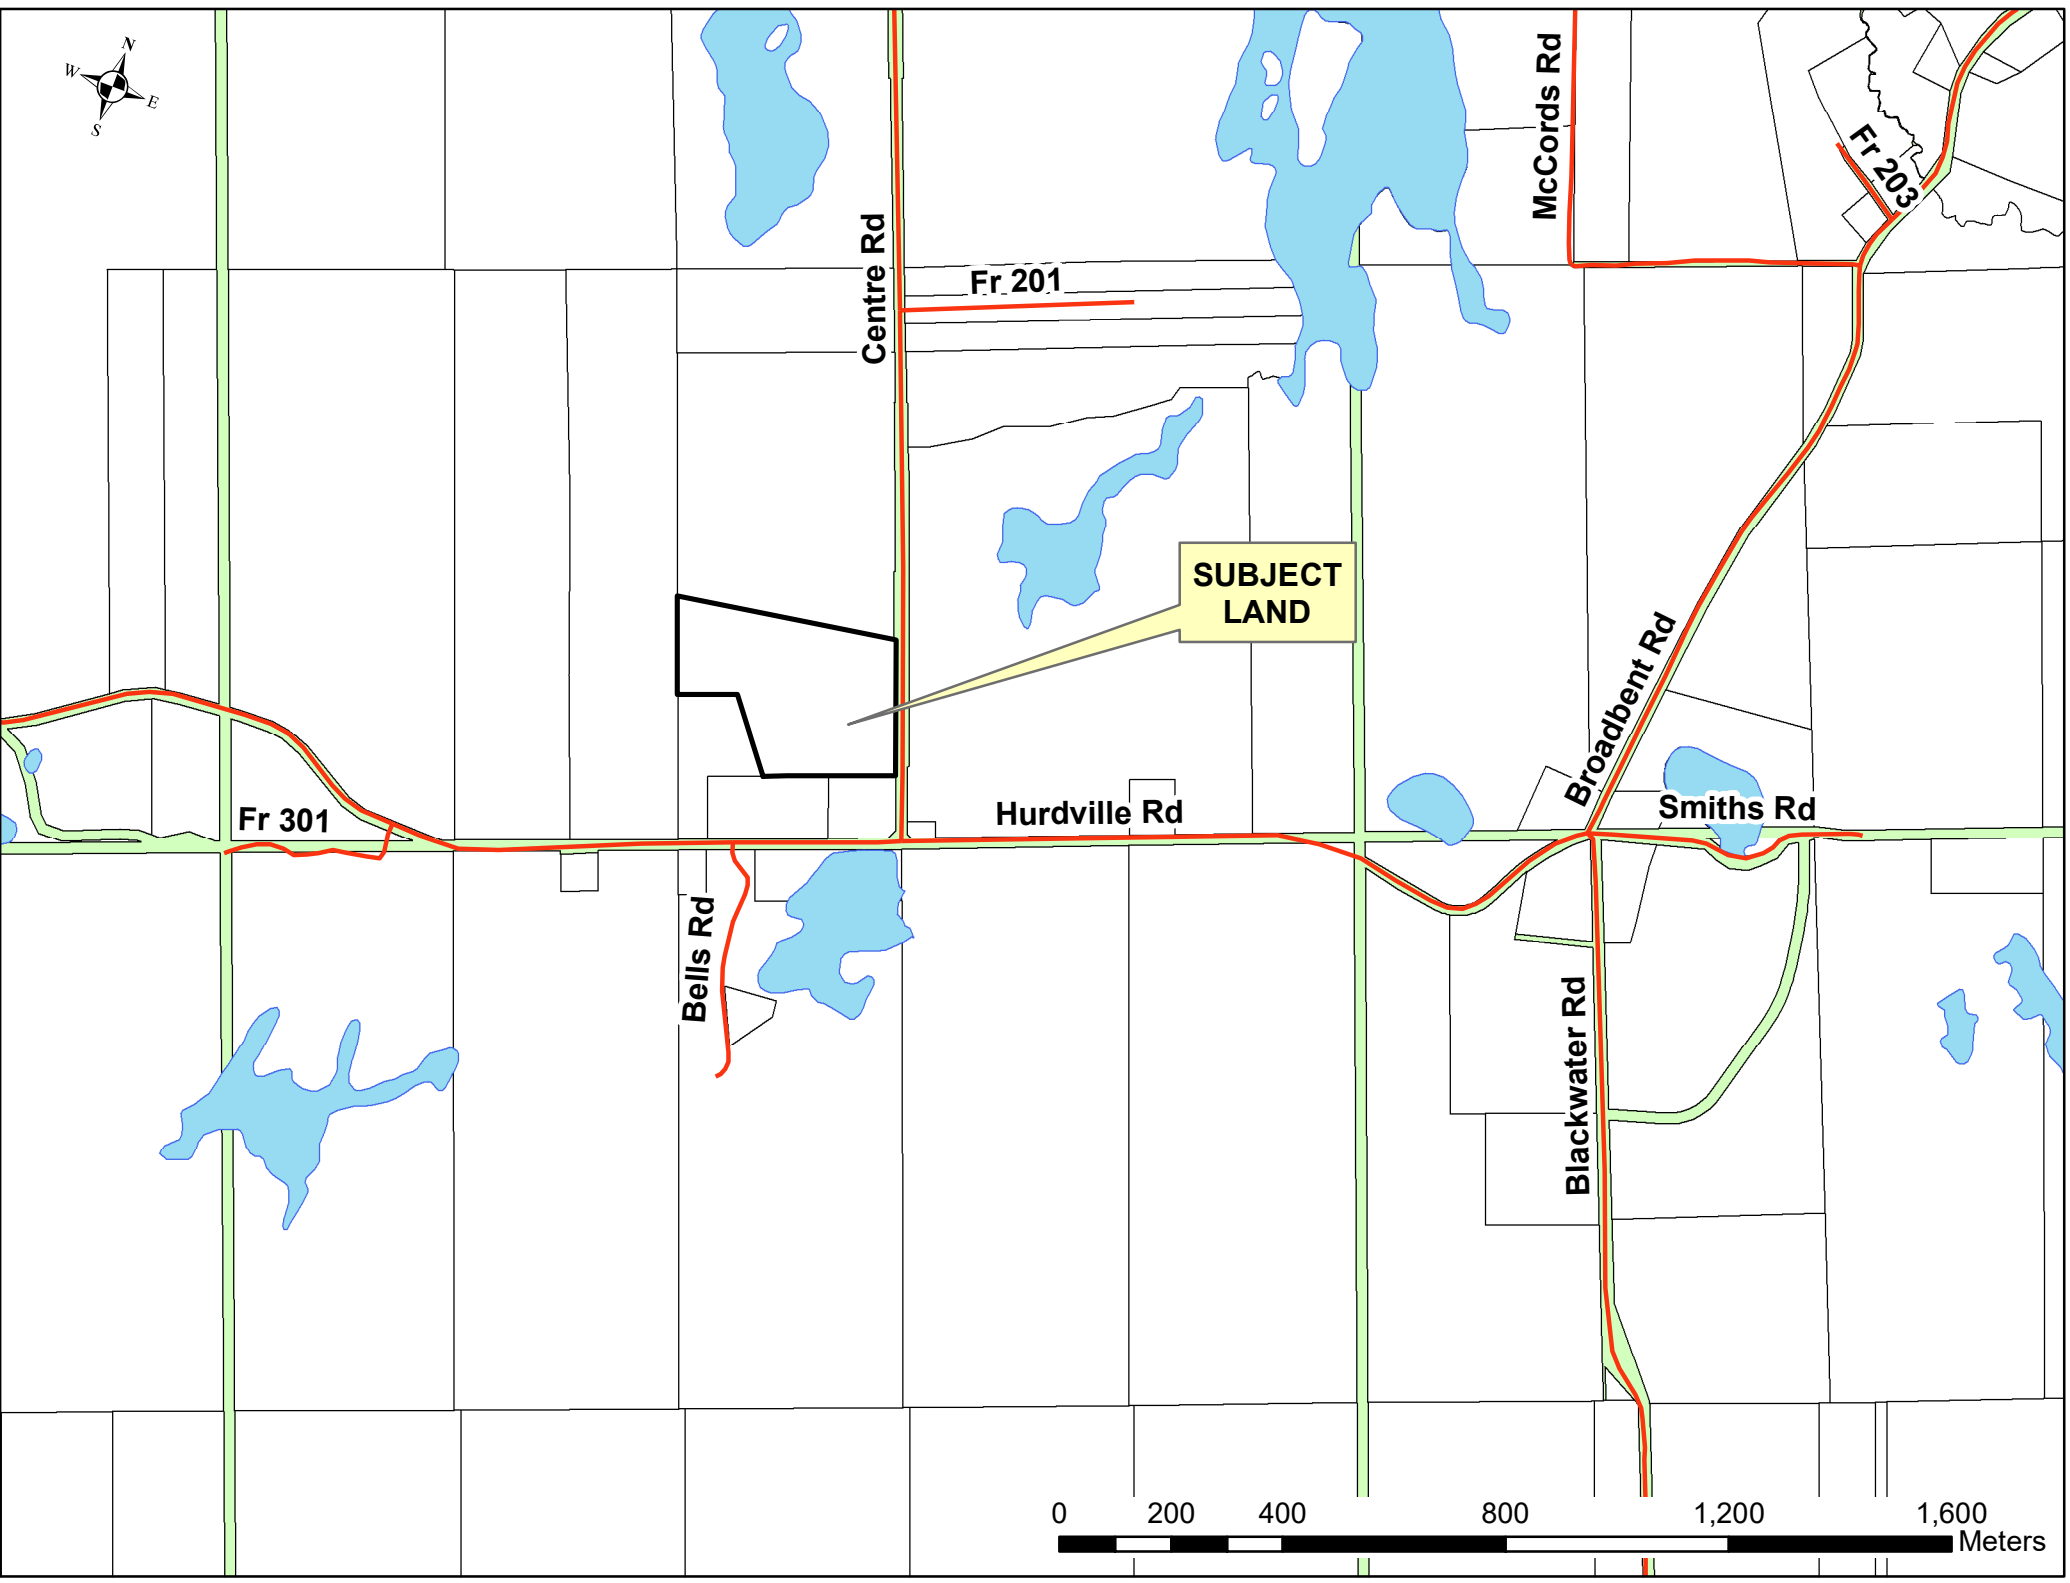 N
W
E
S
McCords Rd
Fr 203
Centre Rd
Fr 201
SUBJECT
LAND
Broadbent Rd
Fr 301
Hurdville Rd
Smiths Rd
Bells Rd
Blackwater Rd
0 200 400 800 1,200 1,600
Meters